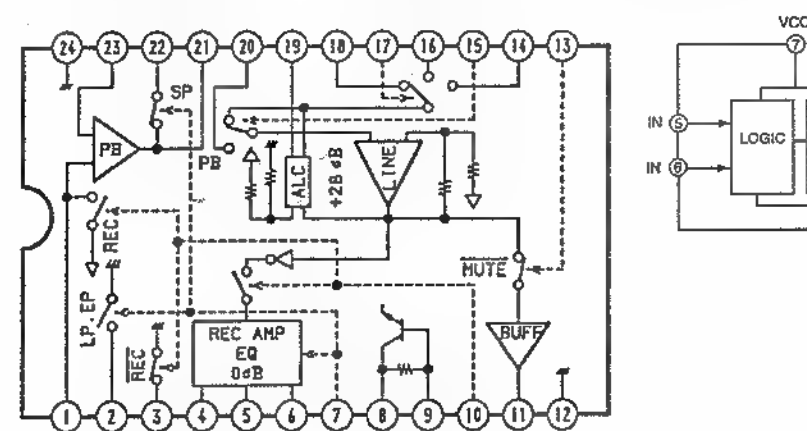 24 23 22 21 20 19 18 17 16 15 14 13
SP
PB
PB
ALC
+28 dB
LINE
REC
MUTE
LP.EP
REC
REC AMP
EQ
0dB
BUFF
1 2 3 4 5 6 7 8 9 10 11 12
VCC
7
IN 5
LOGIC
IN 6